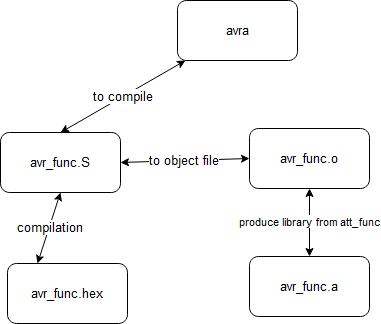 avra
to compile
avr_func.S
to object file
avr_func.o
compilation
produce library from att_func
avr_func.hex
avr_func.a